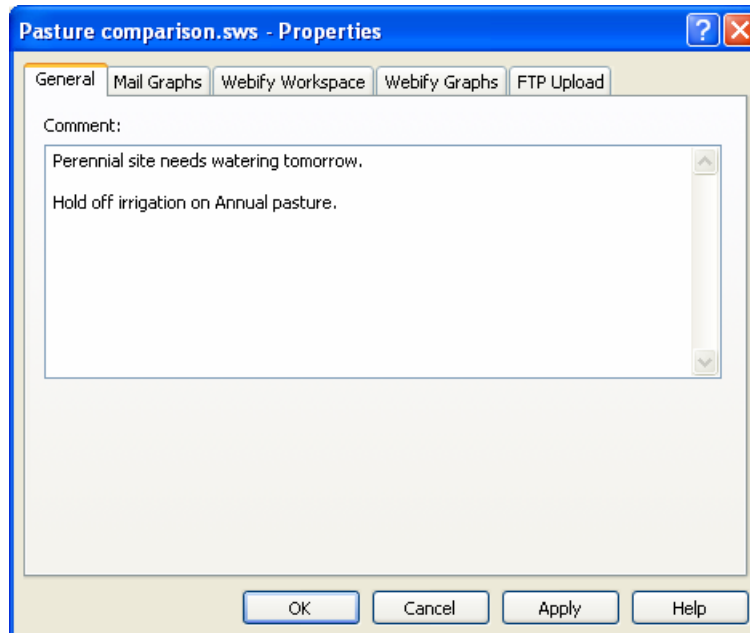 Pasture comparison.sws - Properties
General Mail Graphs Webify Workspace Webify Graphs FTP Upload
Comment:
Perennial site needs watering tomorrow.
Hold off irrigation on Annual pasture.
OK Cancel Apply Help